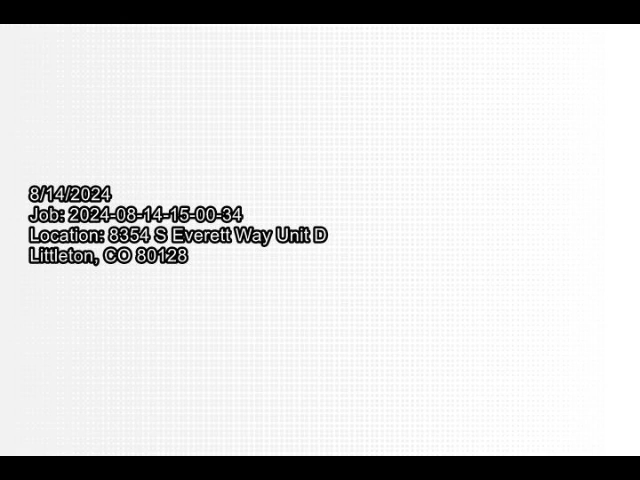 8/14/2024
Job: 2024-08-14-15-00-34
Location: 8354 S Everett Way Unit D
Littleton, CO 80128